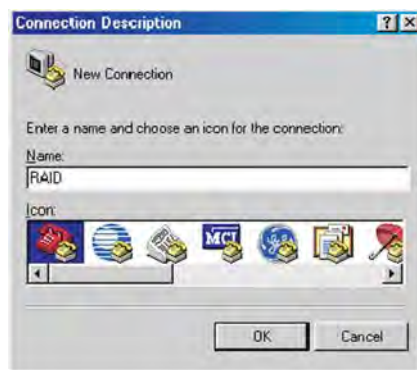 Connection Description
New Connection
Enter a name and choose an icon for the connection:
Name:
RAID
Icon:
MCI
OK
Cancel